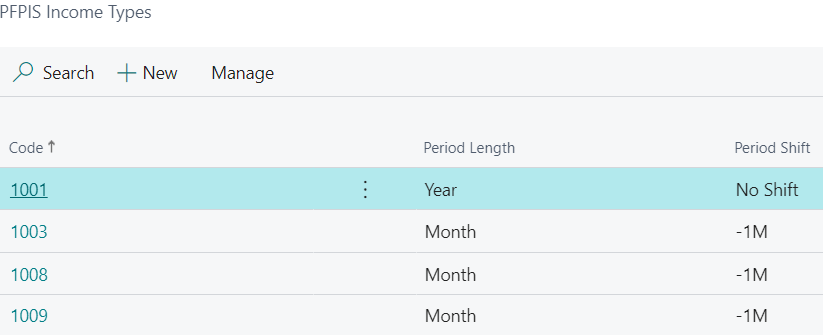 PFPIS Income Types
Search New Manage
Code ↑ Period Length Period Shift
1001 Year No Shift
1003 Month -1M
1008 Month -1M
1009 Month -1M